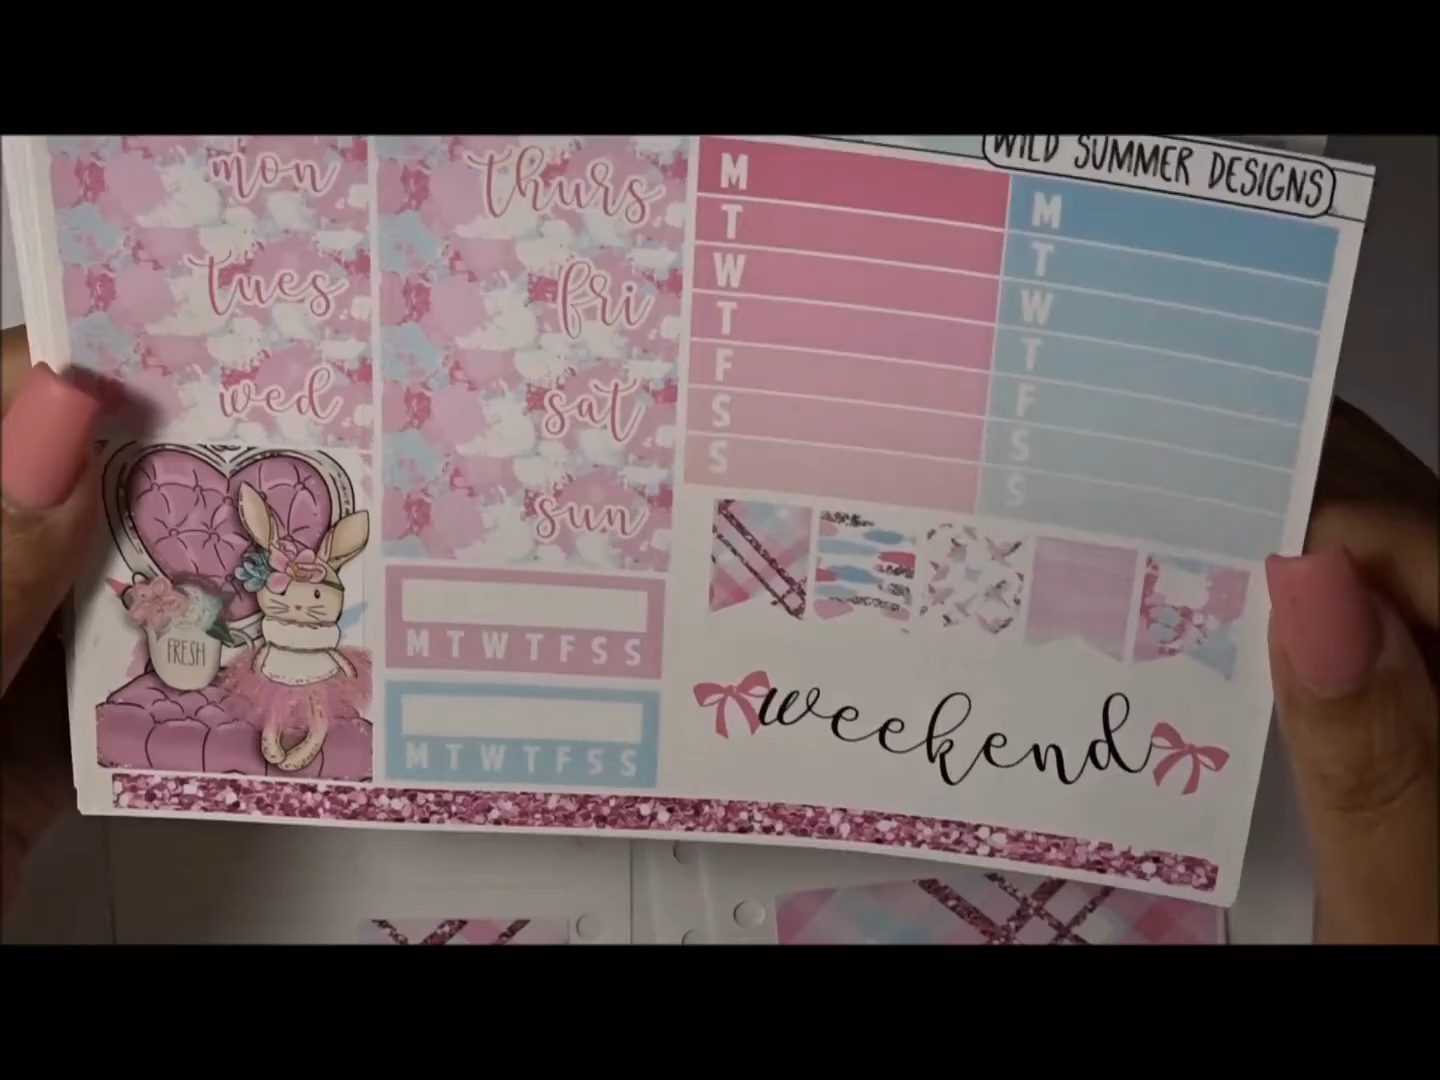 WILD SUMMER DESIGNS
mon
tues
wed
thurs
fri
sat
sun
M
T
W
T
F
S
S
M
T
W
T
F
S
S
FRESH
M T W T F S S
M T W T F S S
weekend